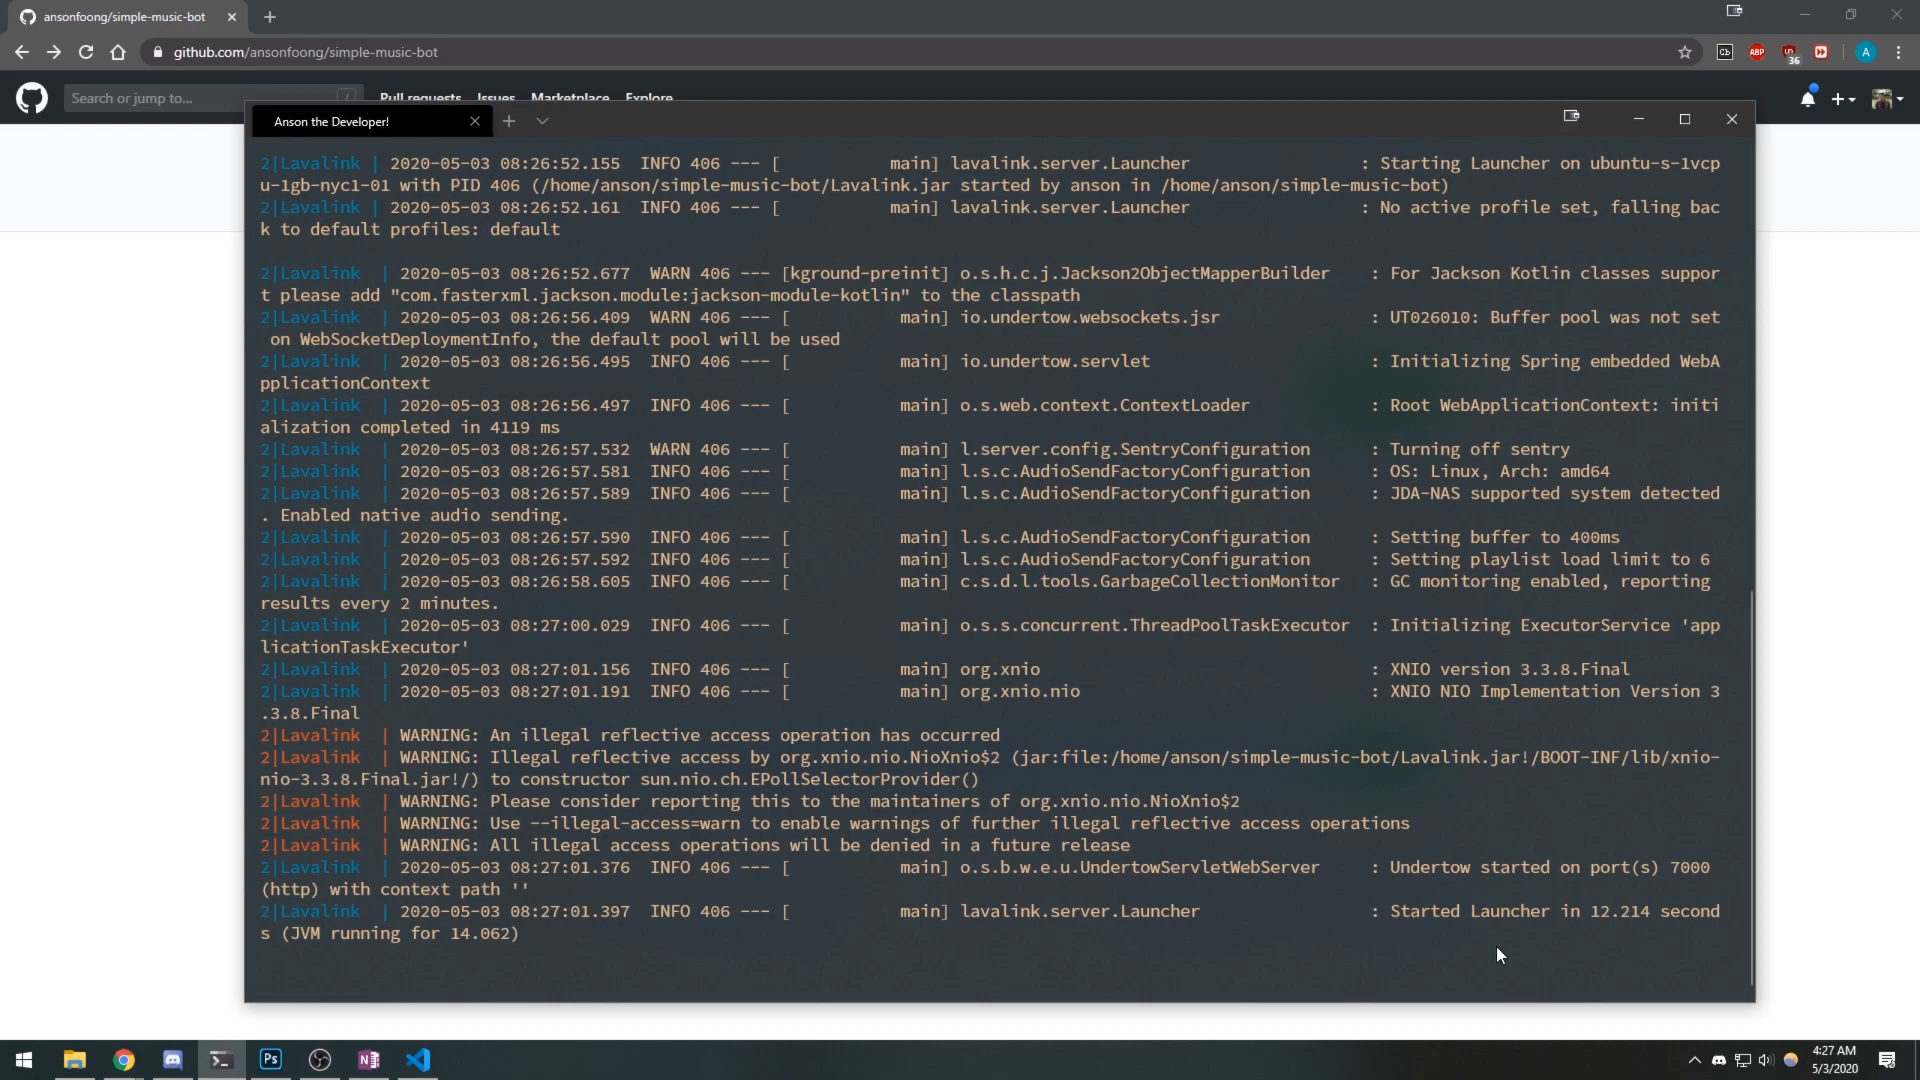 ansonfoong/simple-music-bot
github.com/ansonfoong/simple-music-bot
ABP
36
A
Search or jump to...
/
Pull requests Issues Marketplace Explore
Anson the Developer!
2|Lavalink | 2020-05-03 08:26:52.155  INFO 406 --- [           main] lavalink.server.Launcher                 : Starting Launcher on ubuntu-s-1vcp
u-1gb-nyc1-01 with PID 406 (/home/anson/simple-music-bot/Lavalink.jar started by anson in /home/anson/simple-music-bot)
2|Lavalink | 2020-05-03 08:26:52.161  INFO 406 --- [           main] lavalink.server.Launcher                 : No active profile set, falling bac
k to default profiles: default
2|Lavalink  | 2020-05-03 08:26:52.677  WARN 406 --- [kground-preinit] o.s.h.c.j.Jackson2ObjectMapperBuilder    : For Jackson Kotlin classes suppor
t please add "com.fasterxml.jackson.module:jackson-module-kotlin" to the classpath
2|Lavalink  | 2020-05-03 08:26:56.409  WARN 406 --- [           main] io.undertow.websockets.jsr               : UT026010: Buffer pool was not set
 on WebSocketDeploymentInfo, the default pool will be used
2|Lavalink  | 2020-05-03 08:26:56.495  INFO 406 --- [           main] io.undertow.servlet                      : Initializing Spring embedded WebA
pplicationContext
2|Lavalink  | 2020-05-03 08:26:56.497  INFO 406 --- [           main] o.s.web.context.ContextLoader            : Root WebApplicationContext: initi
alization completed in 4119 ms
2|Lavalink  | 2020-05-03 08:26:57.532  WARN 406 --- [           main] l.server.config.SentryConfiguration      : Turning off sentry
2|Lavalink  | 2020-05-03 08:26:57.581  INFO 406 --- [           main] l.s.c.AudioSendFactoryConfiguration      : OS: Linux, Arch: amd64
2|Lavalink  | 2020-05-03 08:26:57.589  INFO 406 --- [           main] l.s.c.AudioSendFactoryConfiguration      : JDA-NAS supported system detected
. Enabled native audio sending.
2|Lavalink  | 2020-05-03 08:26:57.590  INFO 406 --- [           main] l.s.c.AudioSendFactoryConfiguration      : Setting buffer to 400ms
2|Lavalink  | 2020-05-03 08:26:57.592  INFO 406 --- [           main] l.s.c.AudioSendFactoryConfiguration      : Setting playlist load limit to 6
2|Lavalink  | 2020-05-03 08:26:58.605  INFO 406 --- [           main] c.s.d.l.tools.GarbageCollectionMonitor   : GC monitoring enabled, reporting
results every 2 minutes.
2|Lavalink  | 2020-05-03 08:27:00.029  INFO 406 --- [           main] o.s.s.concurrent.ThreadPoolTaskExecutor  : Initializing ExecutorService 'app
licationTaskExecutor'
2|Lavalink  | 2020-05-03 08:27:01.156  INFO 406 --- [           main] org.xnio                                 : XNIO version 3.3.8.Final
2|Lavalink  | 2020-05-03 08:27:01.191  INFO 406 --- [           main] org.xnio.nio                             : XNIO NIO Implementation Version 3
.3.8.Final
2|Lavalink  | WARNING: An illegal reflective access operation has occurred
2|Lavalink  | WARNING: Illegal reflective access by org.xnio.nio.NioXnio$2 (jar:file:/home/anson/simple-music-bot/Lavalink.jar!/BOOT-INF/lib/xnio-
nio-3.3.8.Final.jar!/) to constructor sun.nio.ch.EPollSelectorProvider()
2|Lavalink  | WARNING: Please consider reporting this to the maintainers of org.xnio.nio.NioXnio$2
2|Lavalink  | WARNING: Use --illegal-access=warn to enable warnings of further illegal reflective access operations
2|Lavalink  | WARNING: All illegal access operations will be denied in a future release
2|Lavalink  | 2020-05-03 08:27:01.376  INFO 406 --- [           main] o.s.b.w.e.u.UndertowServletWebServer     : Undertow started on port(s) 7000
(http) with context path ''
2|Lavalink  | 2020-05-03 08:27:01.397  INFO 406 --- [           main] lavalink.server.Launcher                 : Started Launcher in 12.214 second
s (JVM running for 14.062)
Ps
N
4:27 AM
5/3/2020